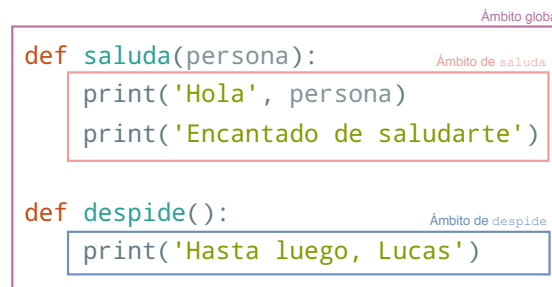 Ámbito globa
def saluda(persona):
Ámbito de saluda
print('Hola', persona)
print('Encantado de saludarte')
def despide():
Ámbito de despide
print('Hasta luego, Lucas')